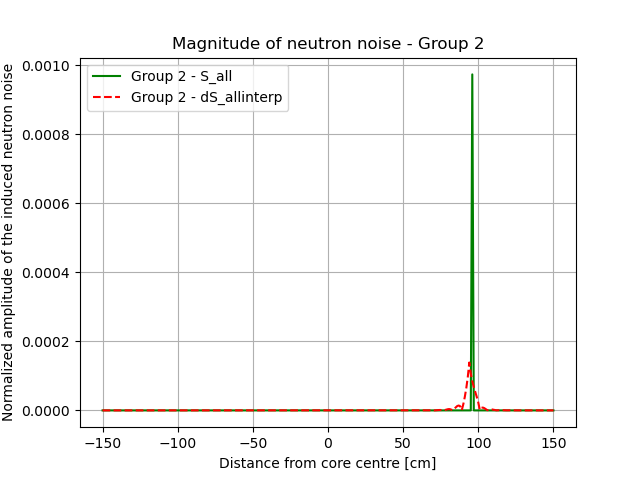 Magnitude of neutron noise - Group 2
Normalized amplitude of the induced neutron noise
0.0010
0.0008
0.0006
0.0004
0.0002
0.0000
Group 2 - S_all
Group 2 - dS_allinterp
−150
−100
−50
0
50
100
150
Distance from core centre [cm]